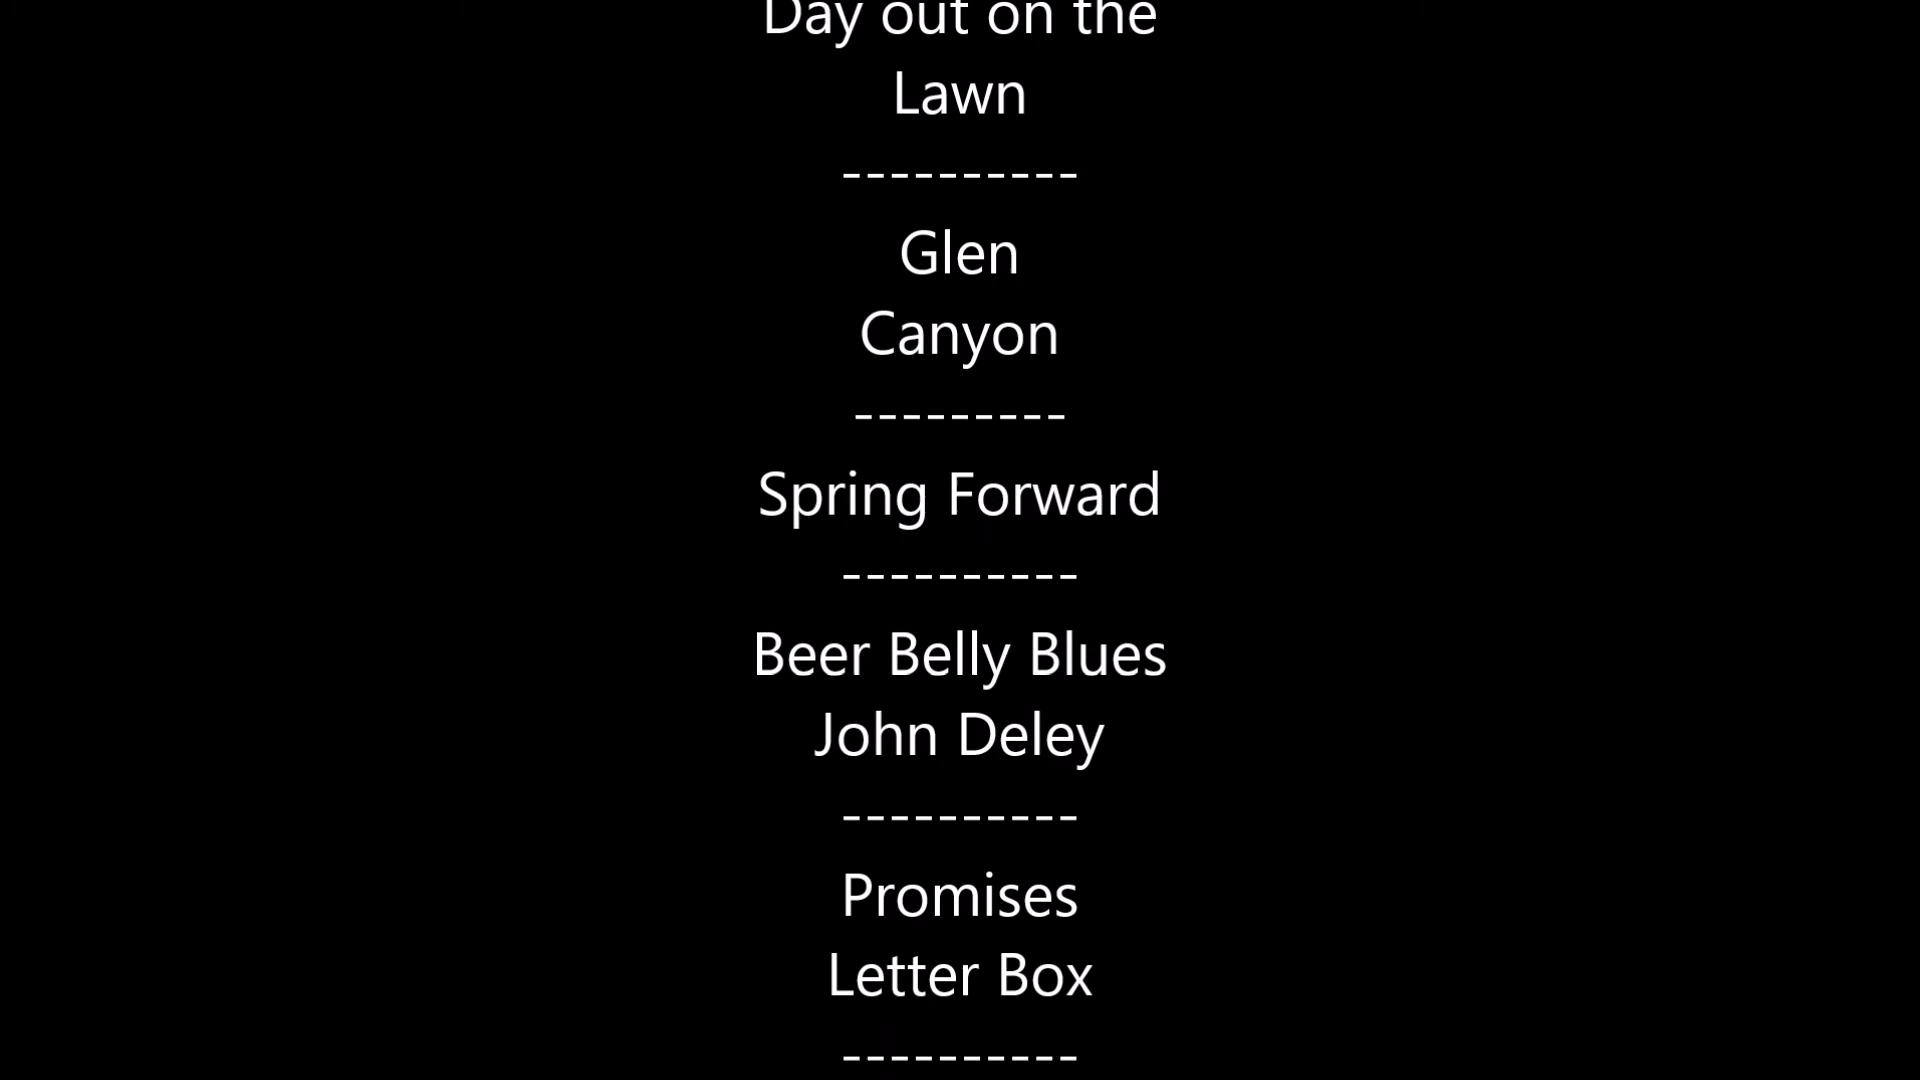 Day out on the
Lawn
----------
Glen
Canyon
---------
Spring Forward
----------
Beer Belly Blues
John Deley
----------
Promises
Letter Box
----------